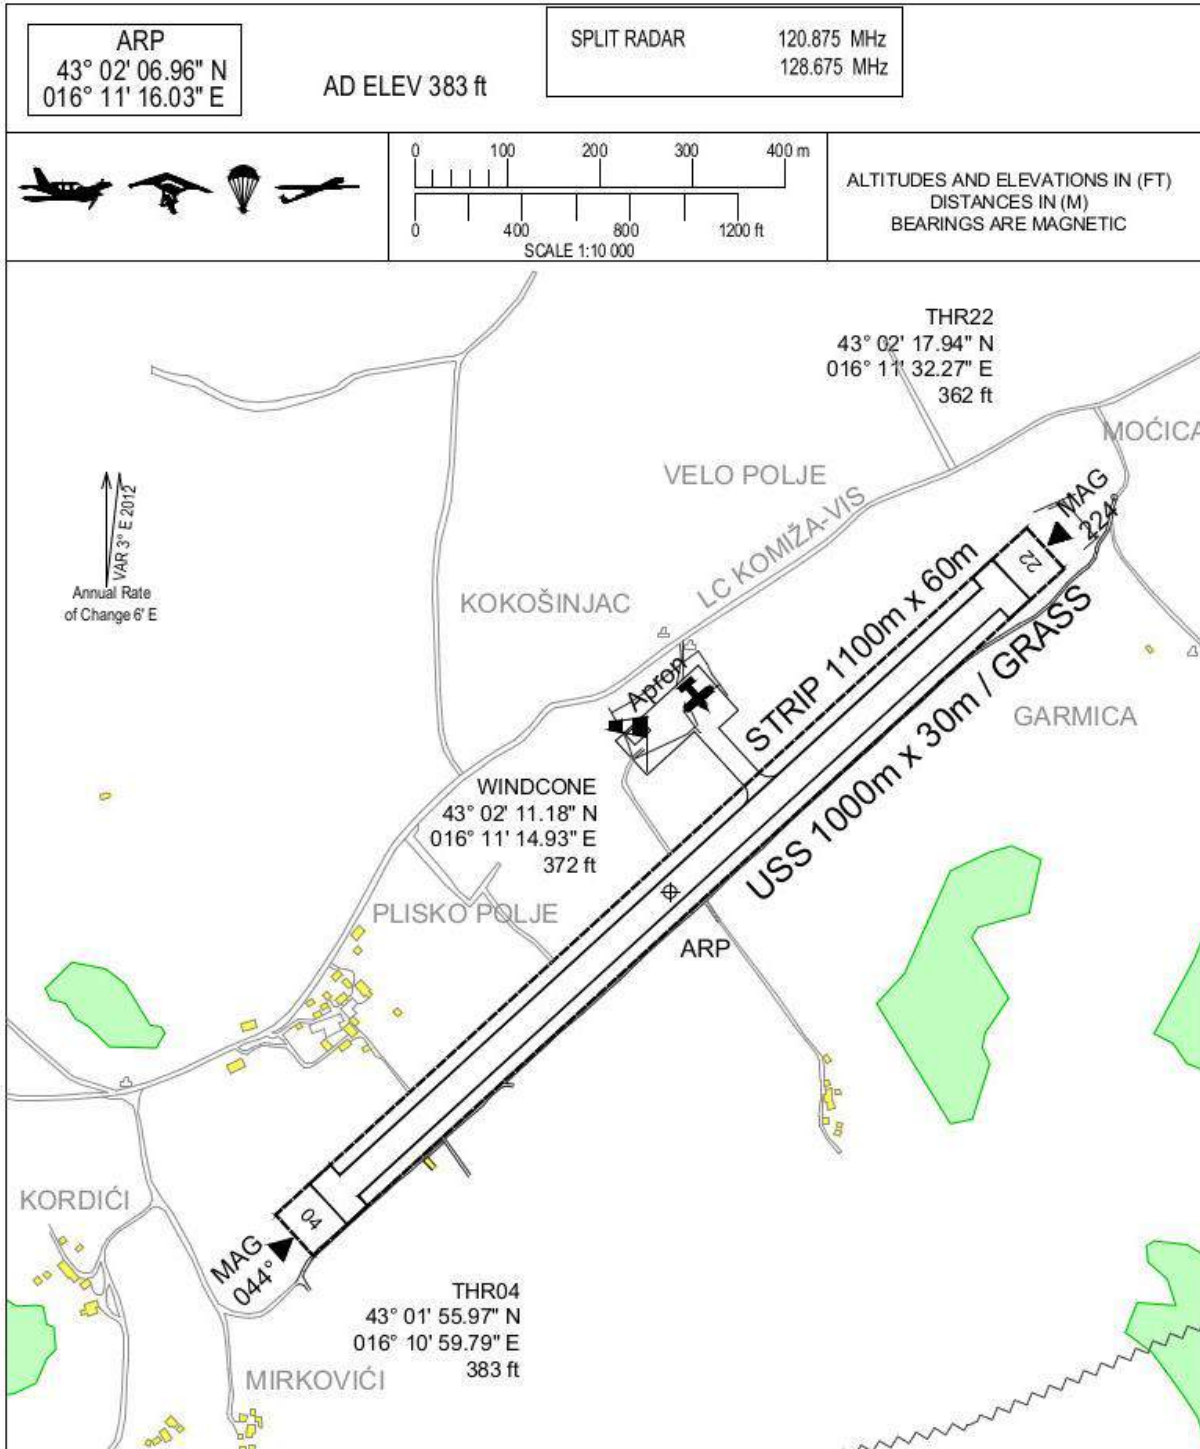 ARP
43° 02' 06.96" N
016° 11' 16.03" E
AD ELEV 383 ft
SPLIT RADAR 120.875 MHz
128.675 MHz
0 100 200 300 400 m
0 400 800 1200 ft
SCALE 1:10 000
ALTITUDES AND ELEVATIONS IN (FT)
DISTANCES IN (M)
BEARINGS ARE MAGNETIC
THR22
43° 02' 17.94" N
016° 11' 32.27" E
362 ft
MOČICA
VELO POLJE
MAG
224°
VAR 3° E 2012
Annual Rate
of Change 6' E
LC KOMIŽA-VIS
KOKOŠINJAC
22
STRIP 1100m x 60m
USS 1000m x 30m / GRASS
Apron
GARMICA
WINDCONE
43° 02' 11.18" N
016° 11' 14.93" E
372 ft
PLISKO POLJE
ARP
KORDIĆI
04
MAG
044°
THR04
43° 01' 55.97" N
016° 10' 59.79" E
383 ft
MIRKOVIĆI